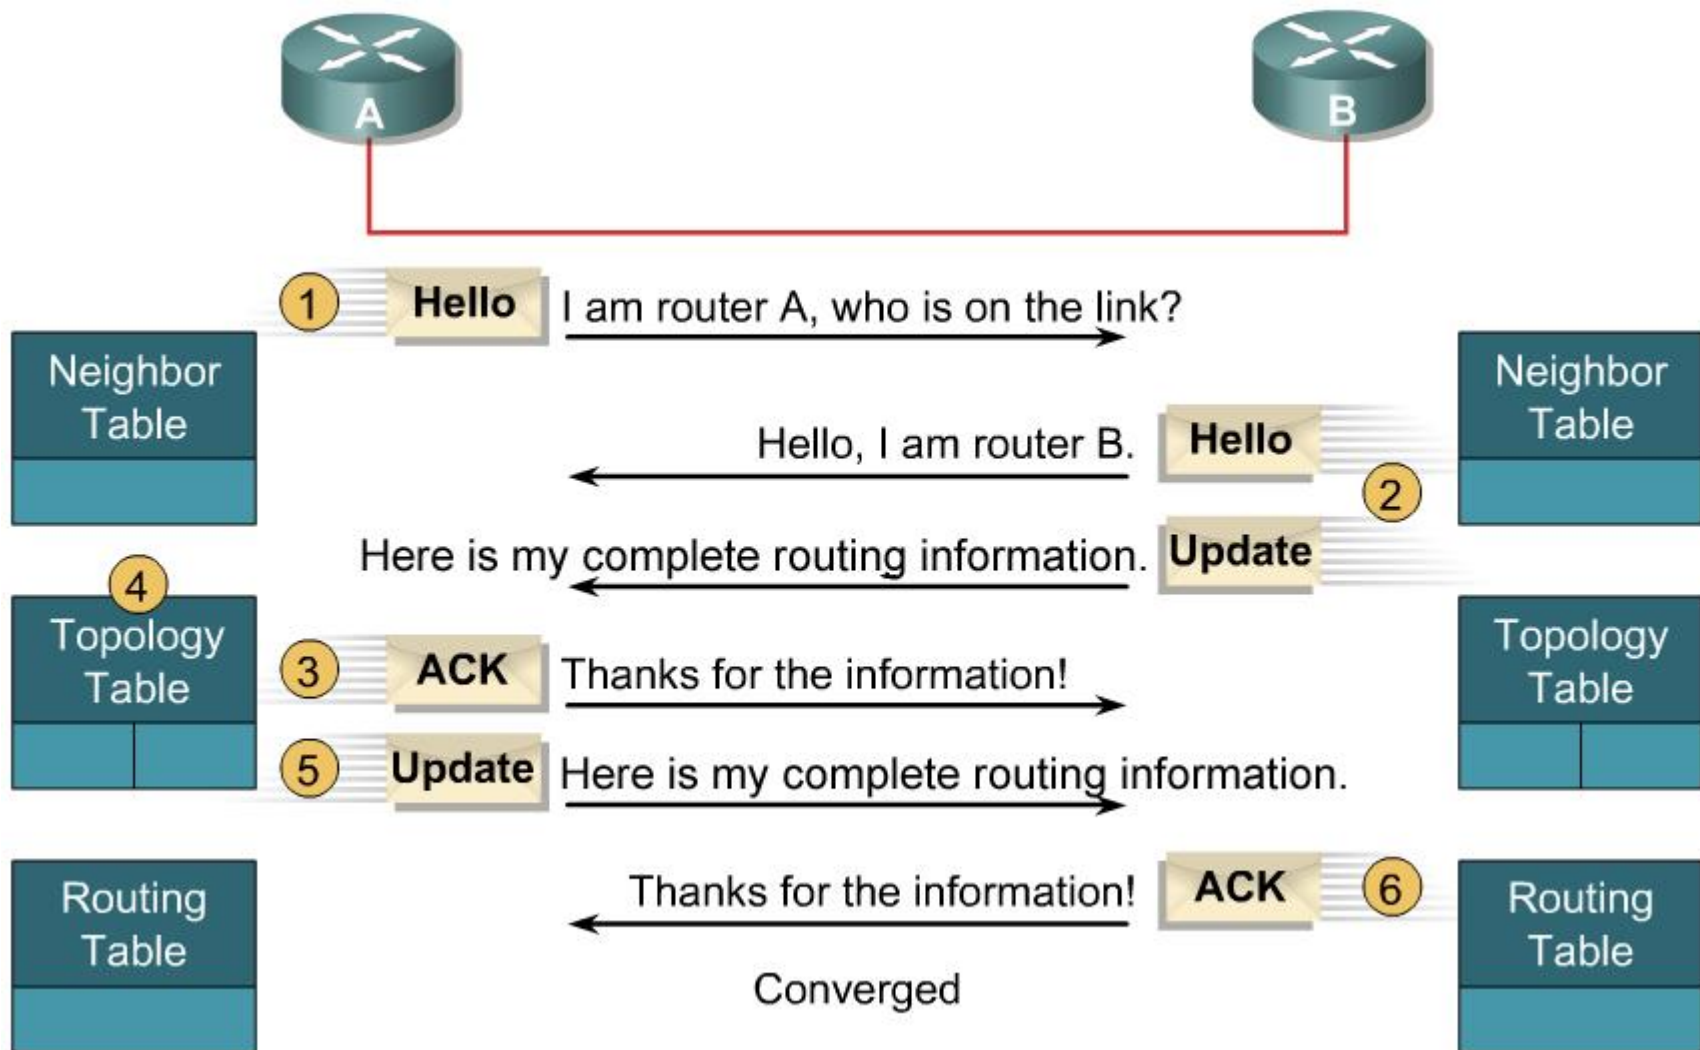 A
B
1
Hello
I am router A, who is on the link?
Neighbor
Table
Neighbor
Table
Hello, I am router B.
Hello
2
Here is my complete routing information.
Update
4
Topology
Table
3
ACK
Thanks for the information!
Topology
Table
5
Update
Here is my complete routing information.
Routing
Table
Thanks for the information!
ACK
6
Routing
Table
Converged